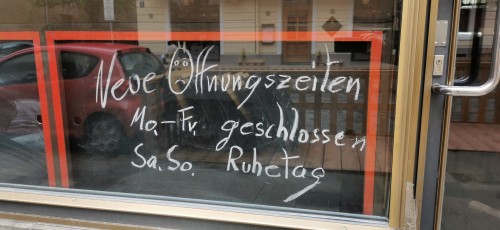 Neue Öffnungszeiten
Mo.-Fr. geschlossen
Sa.So. Ruhetag